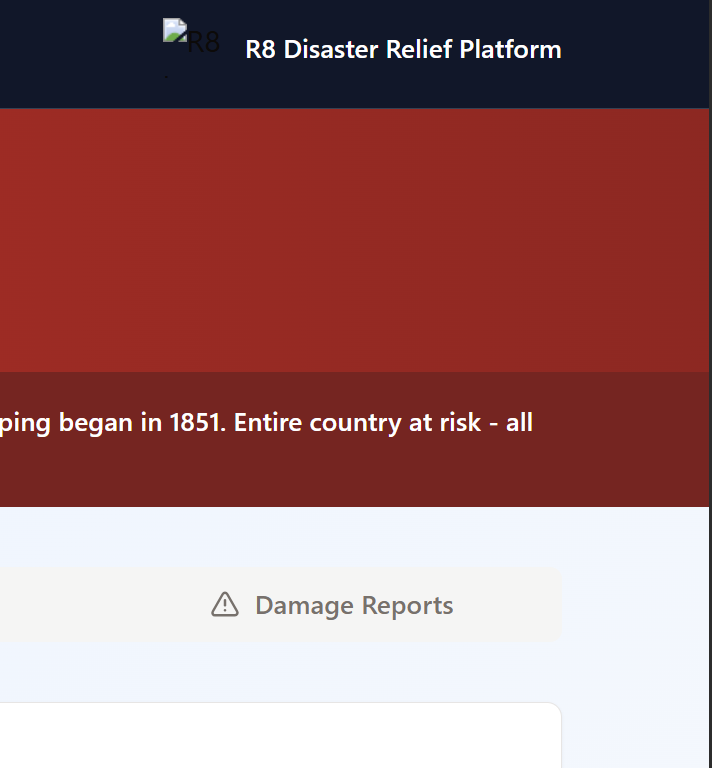 R8
R8 Disaster Relief Platform
ping began in 1851. Entire country at risk - all
Damage Reports